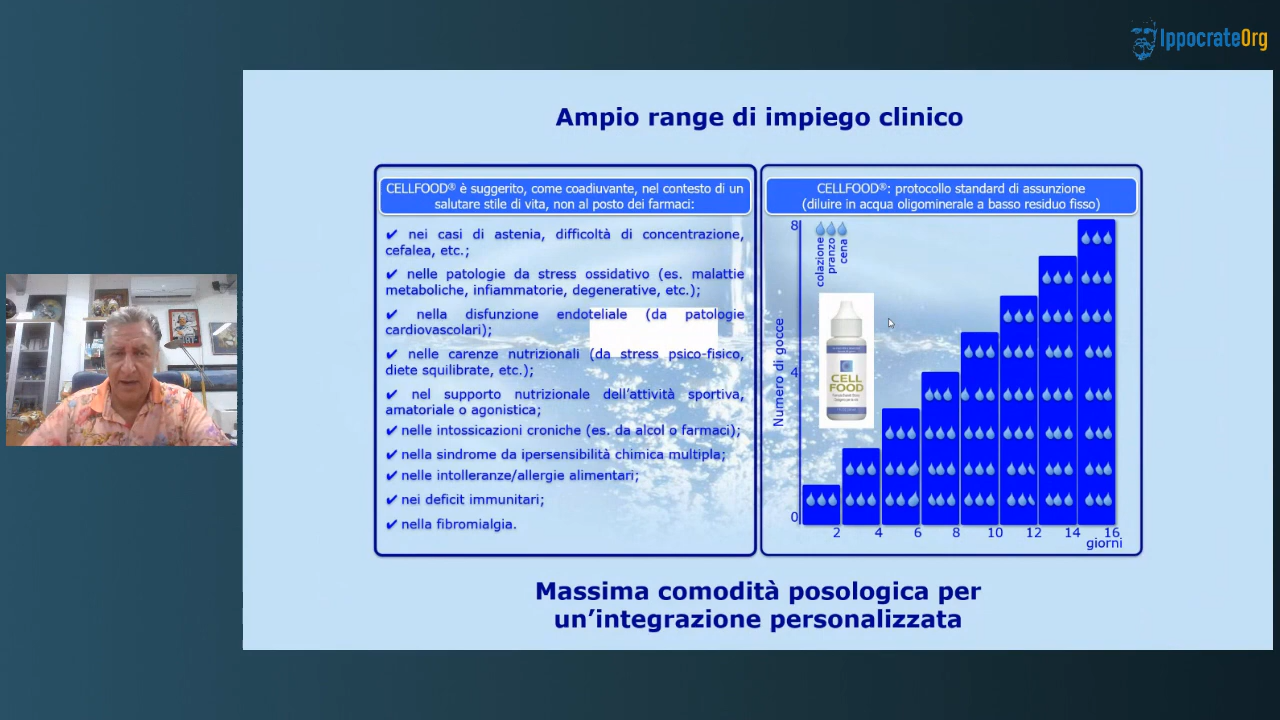 IppocrateOrg
Ampio range di impiego clinico
CELLFOOD® è suggerito, come coadiuvante, nel contesto di un
salutare stile di vita, non al posto dei farmaci:
✔ nei casi di astenia, difficoltà di concentrazione,
cefalea, etc.;
✔ nelle patologie da stress ossidativo (es. malattie
metaboliche, infiammatorie, degenerative, etc.);
✔ nella disfunzione endoteliale (da patologie
cardiovascolari);
✔ nelle carenze nutrizionali (da stress psico-fisico,
diete squilibrate, etc.);
✔ nel supporto nutrizionale dell'attività sportiva,
amatoriale o agonistica;
✔ nelle intossicazioni croniche (es. da alcol o farmaci);
✔ nella sindrome da ipersensibilità chimica multipla;
✔ nelle intolleranze/allergie alimentari;
✔ nei deficit immunitari;
✔ nella fibromialgia.
CELLFOOD®: protocollo standard di assunzione
(diluire in acqua oligominerale a basso residuo fisso)
8
4
0
Numero di gocce
colazione
pranzo
cena
CELL
FOOD
2 4 6 8 10 12 14 16
giorni
Massima comodità posologica per
un'integrazione personalizzata